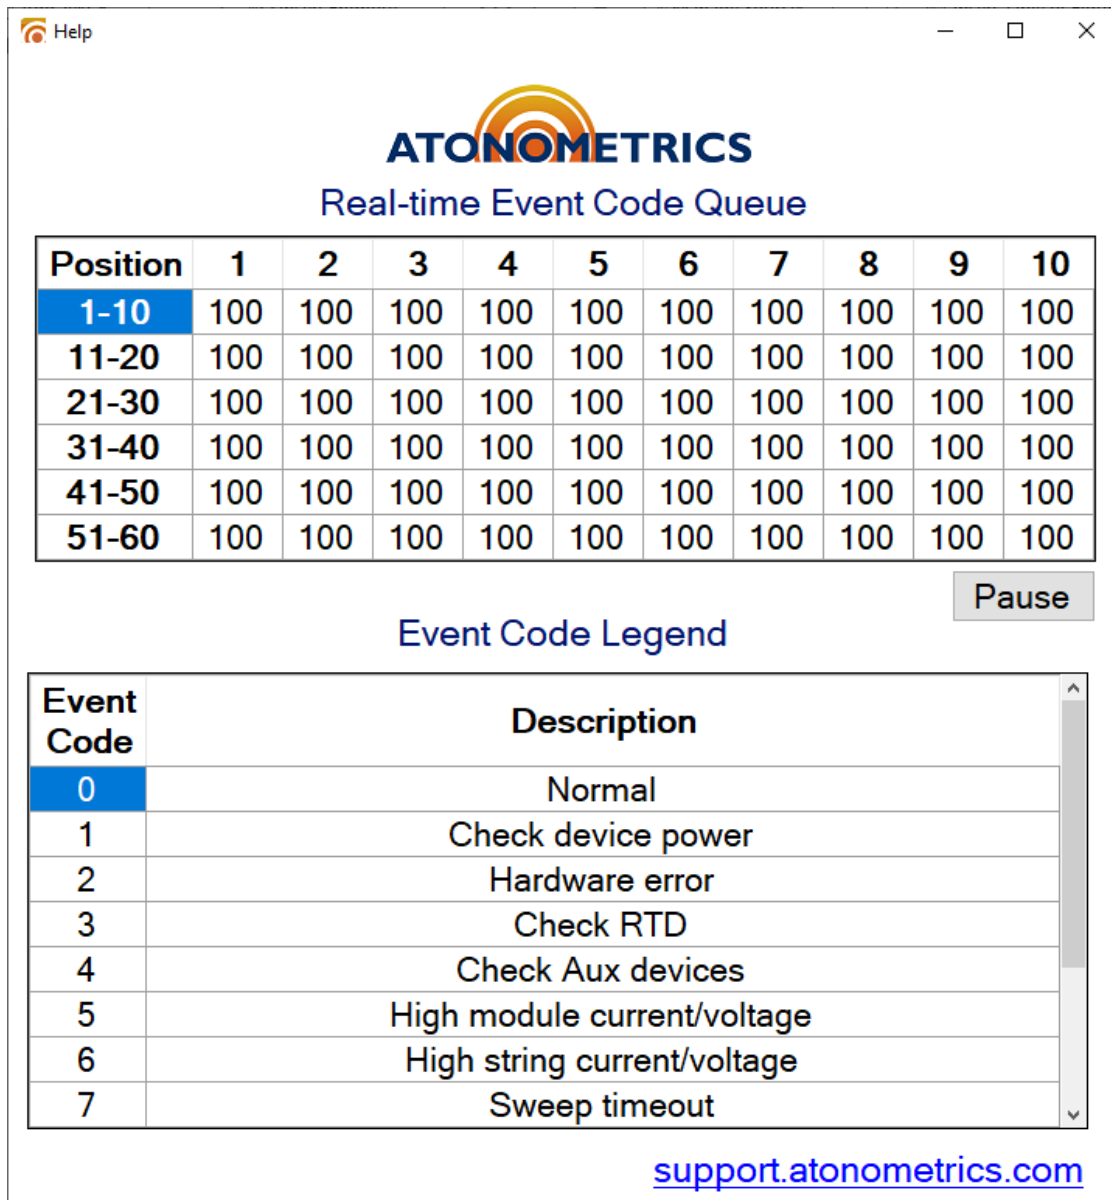 Help
ATONOMETRICS
Real-time Event Code Queue
Position 1 2 3 4 5 6 7 8 9 10
1-10 100 100 100 100 100 100 100 100 100 100
11-20 100 100 100 100 100 100 100 100 100 100
21-30 100 100 100 100 100 100 100 100 100 100
31-40 100 100 100 100 100 100 100 100 100 100
41-50 100 100 100 100 100 100 100 100 100 100
51-60 100 100 100 100 100 100 100 100 100 100
Pause
Event Code Legend
Event
Code Description
0 Normal
1 Check device power
2 Hardware error
3 Check RTD
4 Check Aux devices
5 High module current/voltage
6 High string current/voltage
7 Sweep timeout
support.atonometrics.com